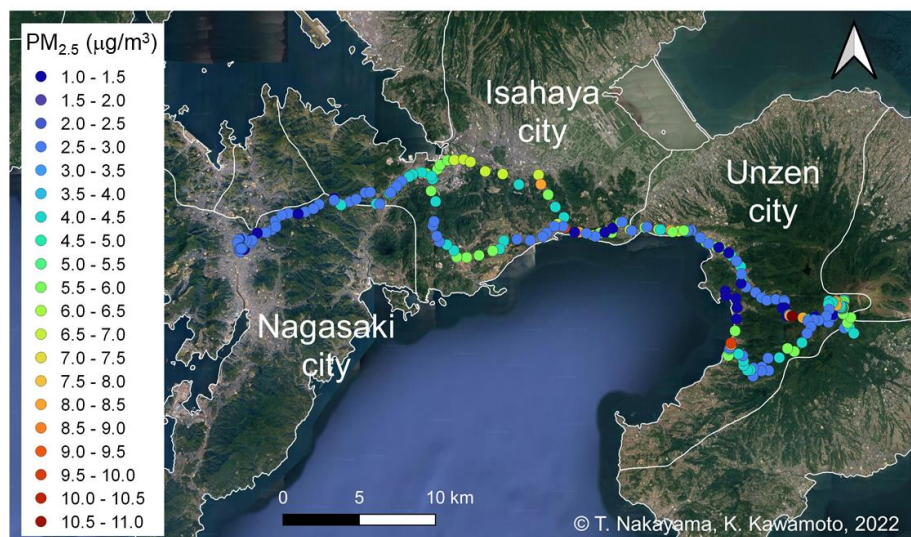 PM2.5 (μg/m³)
1.0 - 1.5
1.5 - 2.0
2.0 - 2.5
2.5 - 3.0
3.0 - 3.5
3.5 - 4.0
4.0 - 4.5
4.5 - 5.0
5.0 - 5.5
5.5 - 6.0
6.0 - 6.5
6.5 - 7.0
7.0 - 7.5
7.5 - 8.0
8.0 - 8.5
8.5 - 9.0
9.0 - 9.5
9.5 - 10.0
10.0 - 10.5
10.5 - 11.0
Isahaya
city
Unzen
city
Nagasaki
city
0 5 10 km
© T. Nakayama, K. Kawamoto, 2022